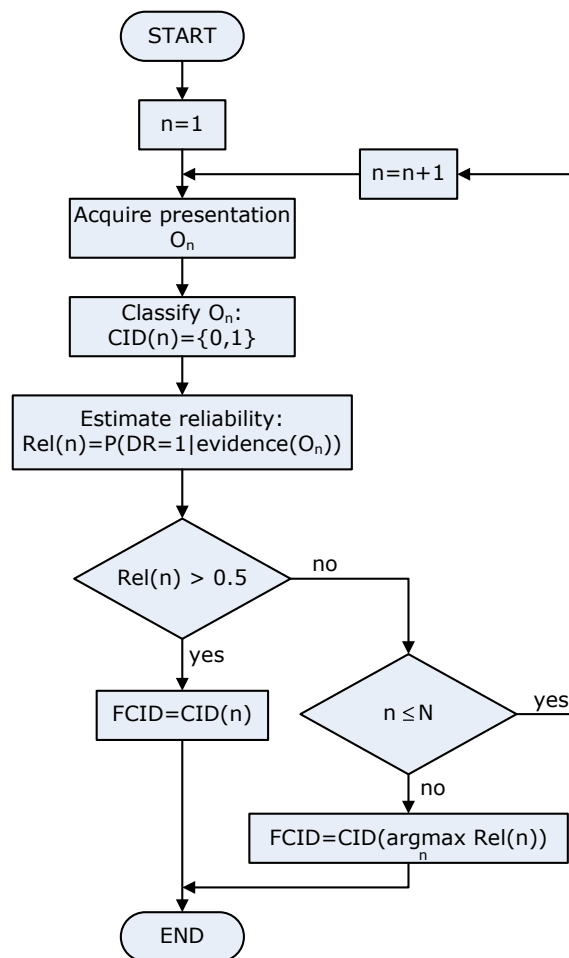 START
n=1
n=n+1
Acquire presentation
Oₙ
Classify Oₙ:
CID(n)={0,1}
Estimate reliability:
Rel(n)=P(DR=1|evidence(Oₙ))
Rel(n) > 0.5
no
yes
FCID=CID(n)
n ≤ N
yes
no
FCID=CID(argmax Rel(n))
n
END